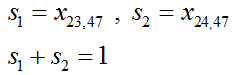 s₁ = x₂₃,₄₇ , s₂ = x₂₄,₄₇
s₁ + s₂ = 1